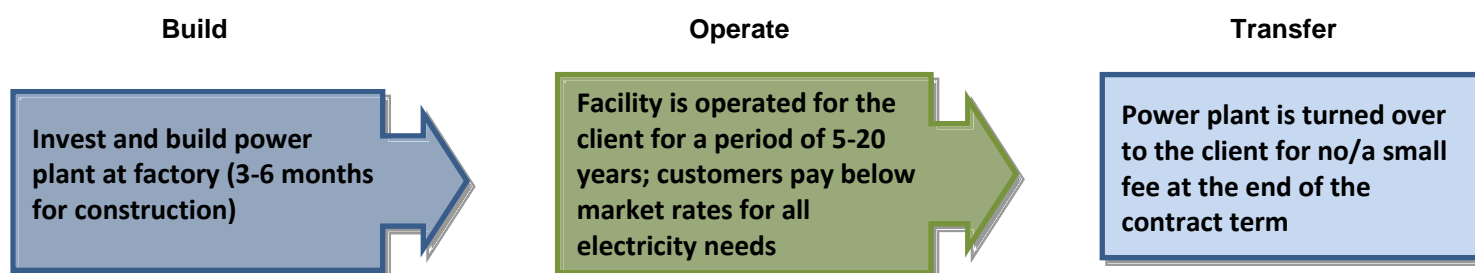 Build
Invest and build power
plant at factory (3-6 months
for construction)
Operate
Facility is operated for the
client for a period of 5-20
years; customers pay below
market rates for all
electricity needs
Transfer
Power plant is turned over
to the client for no/a small
fee at the end of the
contract term